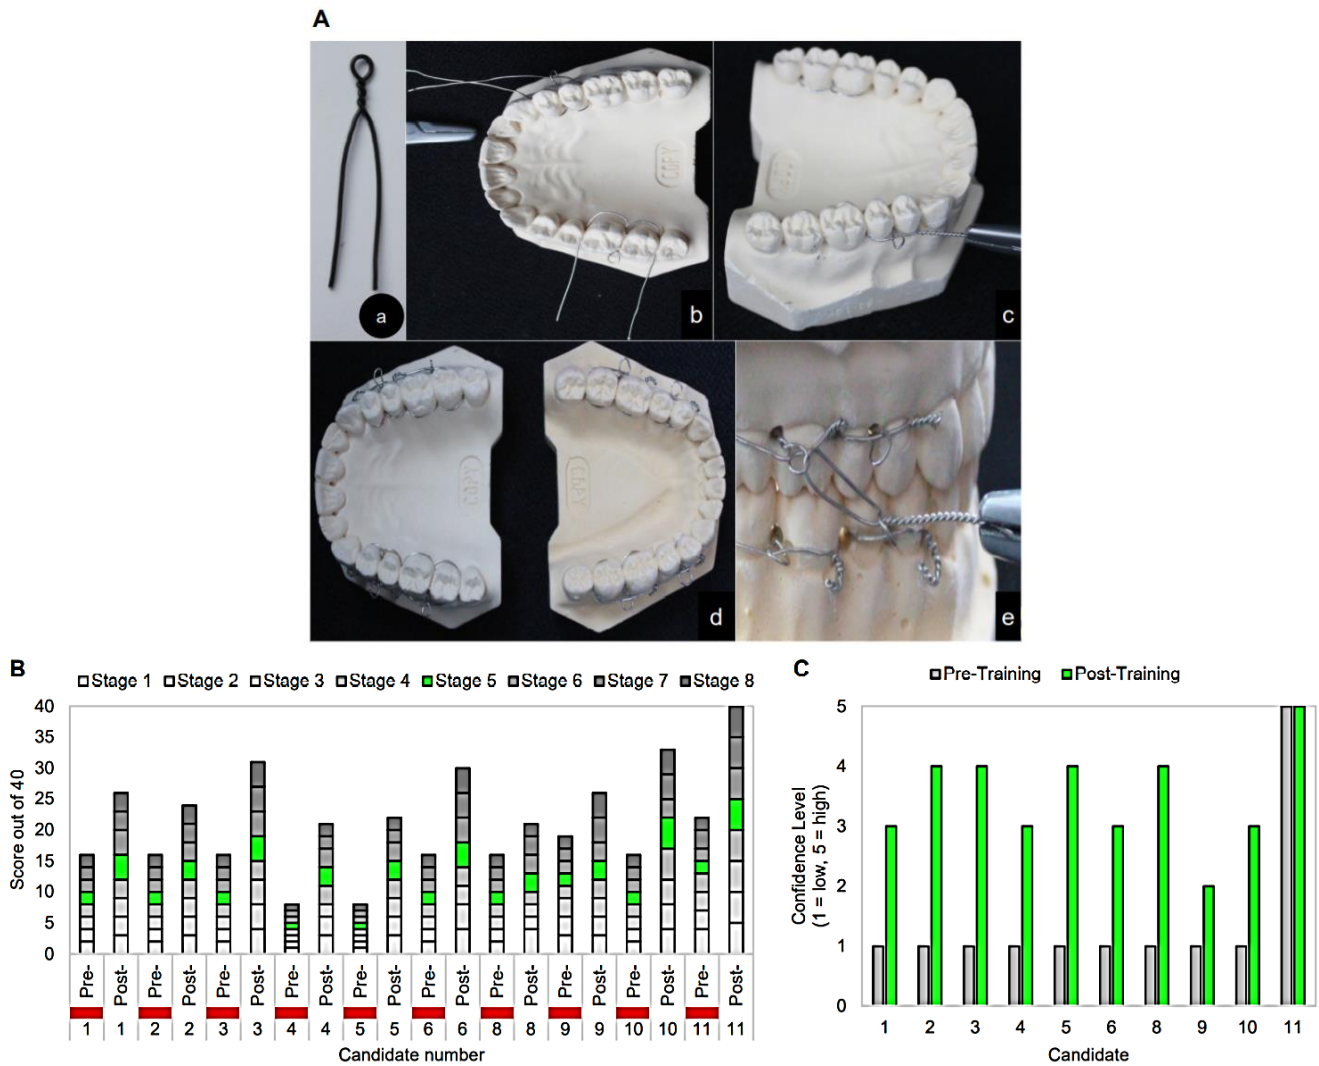 A
a
b
c
COPY
COPY
d
e
B
Stage 1 Stage 2 Stage 3 Stage 4 Stage 5 Stage 6 Stage 7 Stage 8
Score out of 40
40
35
30
25
20
15
10
5
0
Pre- Post- Pre- Post- Pre- Post- Pre- Post- Pre- Post- Pre- Post- Pre- Post- Pre- Post- Pre- Post- Pre- Post-
1 1 2 2 3 3 4 4 5 5 6 6 8 8 9 9 10 10 11 11
Candidate number
C
Pre-Training Post-Training
Confidence Level
(1 = low, 5 = high)
5
4
3
2
1
0
1 2 3 4 5 6 8 9 10 11
Candidate